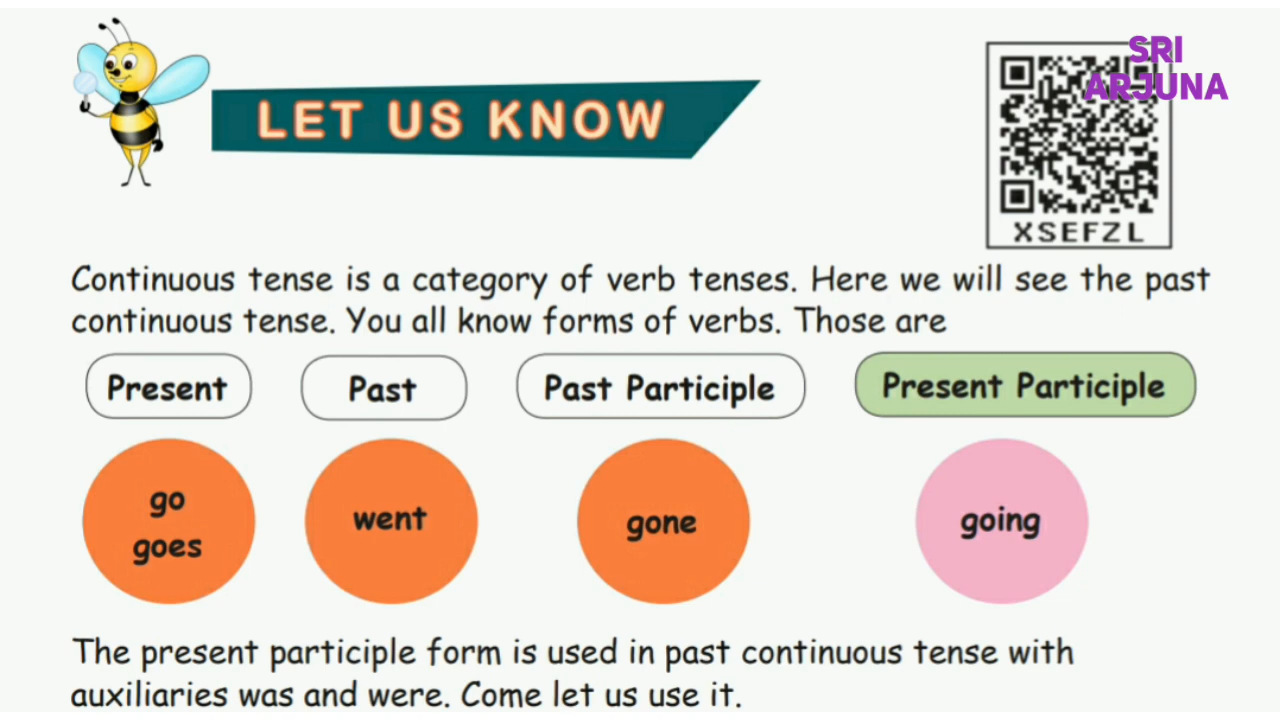 LET US KNOW
SRI
ARJUNA
XSEFZL
Continuous tense is a category of verb tenses. Here we will see the past
continuous tense. You all know forms of verbs. Those are
Present Past Past Participle Present Participle
go
goes
went
gone
going
The present participle form is used in past continuous tense with
auxiliaries was and were. Come let us use it.